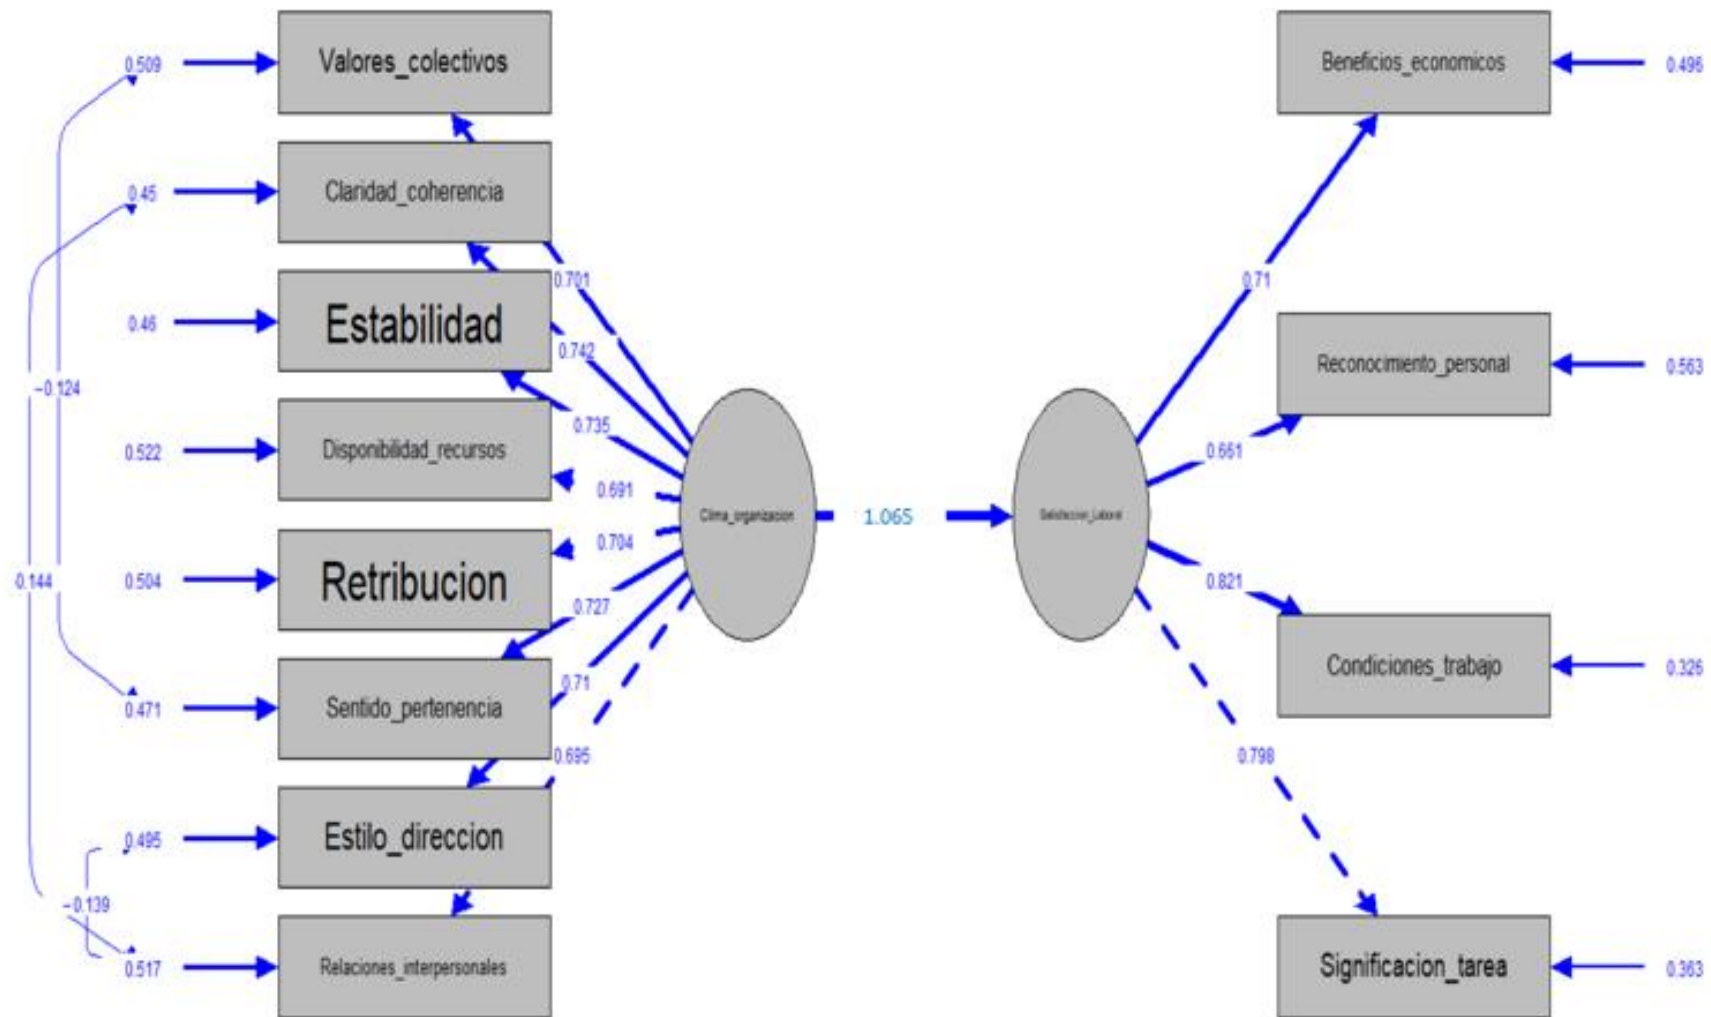 0.509
Valores_colectivos
Beneficios_economicos
0.496
0.45
Claridad_coherencia
0.701
0.71
0.46
Estabilidad
0.742
Reconocimiento_personal
0.563
−0.124
0.735
0.522
Disponibilidad_recursos
0.691
0.661
Clima_organizacion
1.065
Satisfaccion_Laboral
0.704
0.144
0.504
Retribucion
0.727
0.821
0.71
Condiciones_trabajo
0.326
0.471
Sentido_pertenencia
0.695
0.798
0.495
Estilo_direccion
−0.139
0.517
Relaciones_interpersonales
Significacion_tarea
0.363